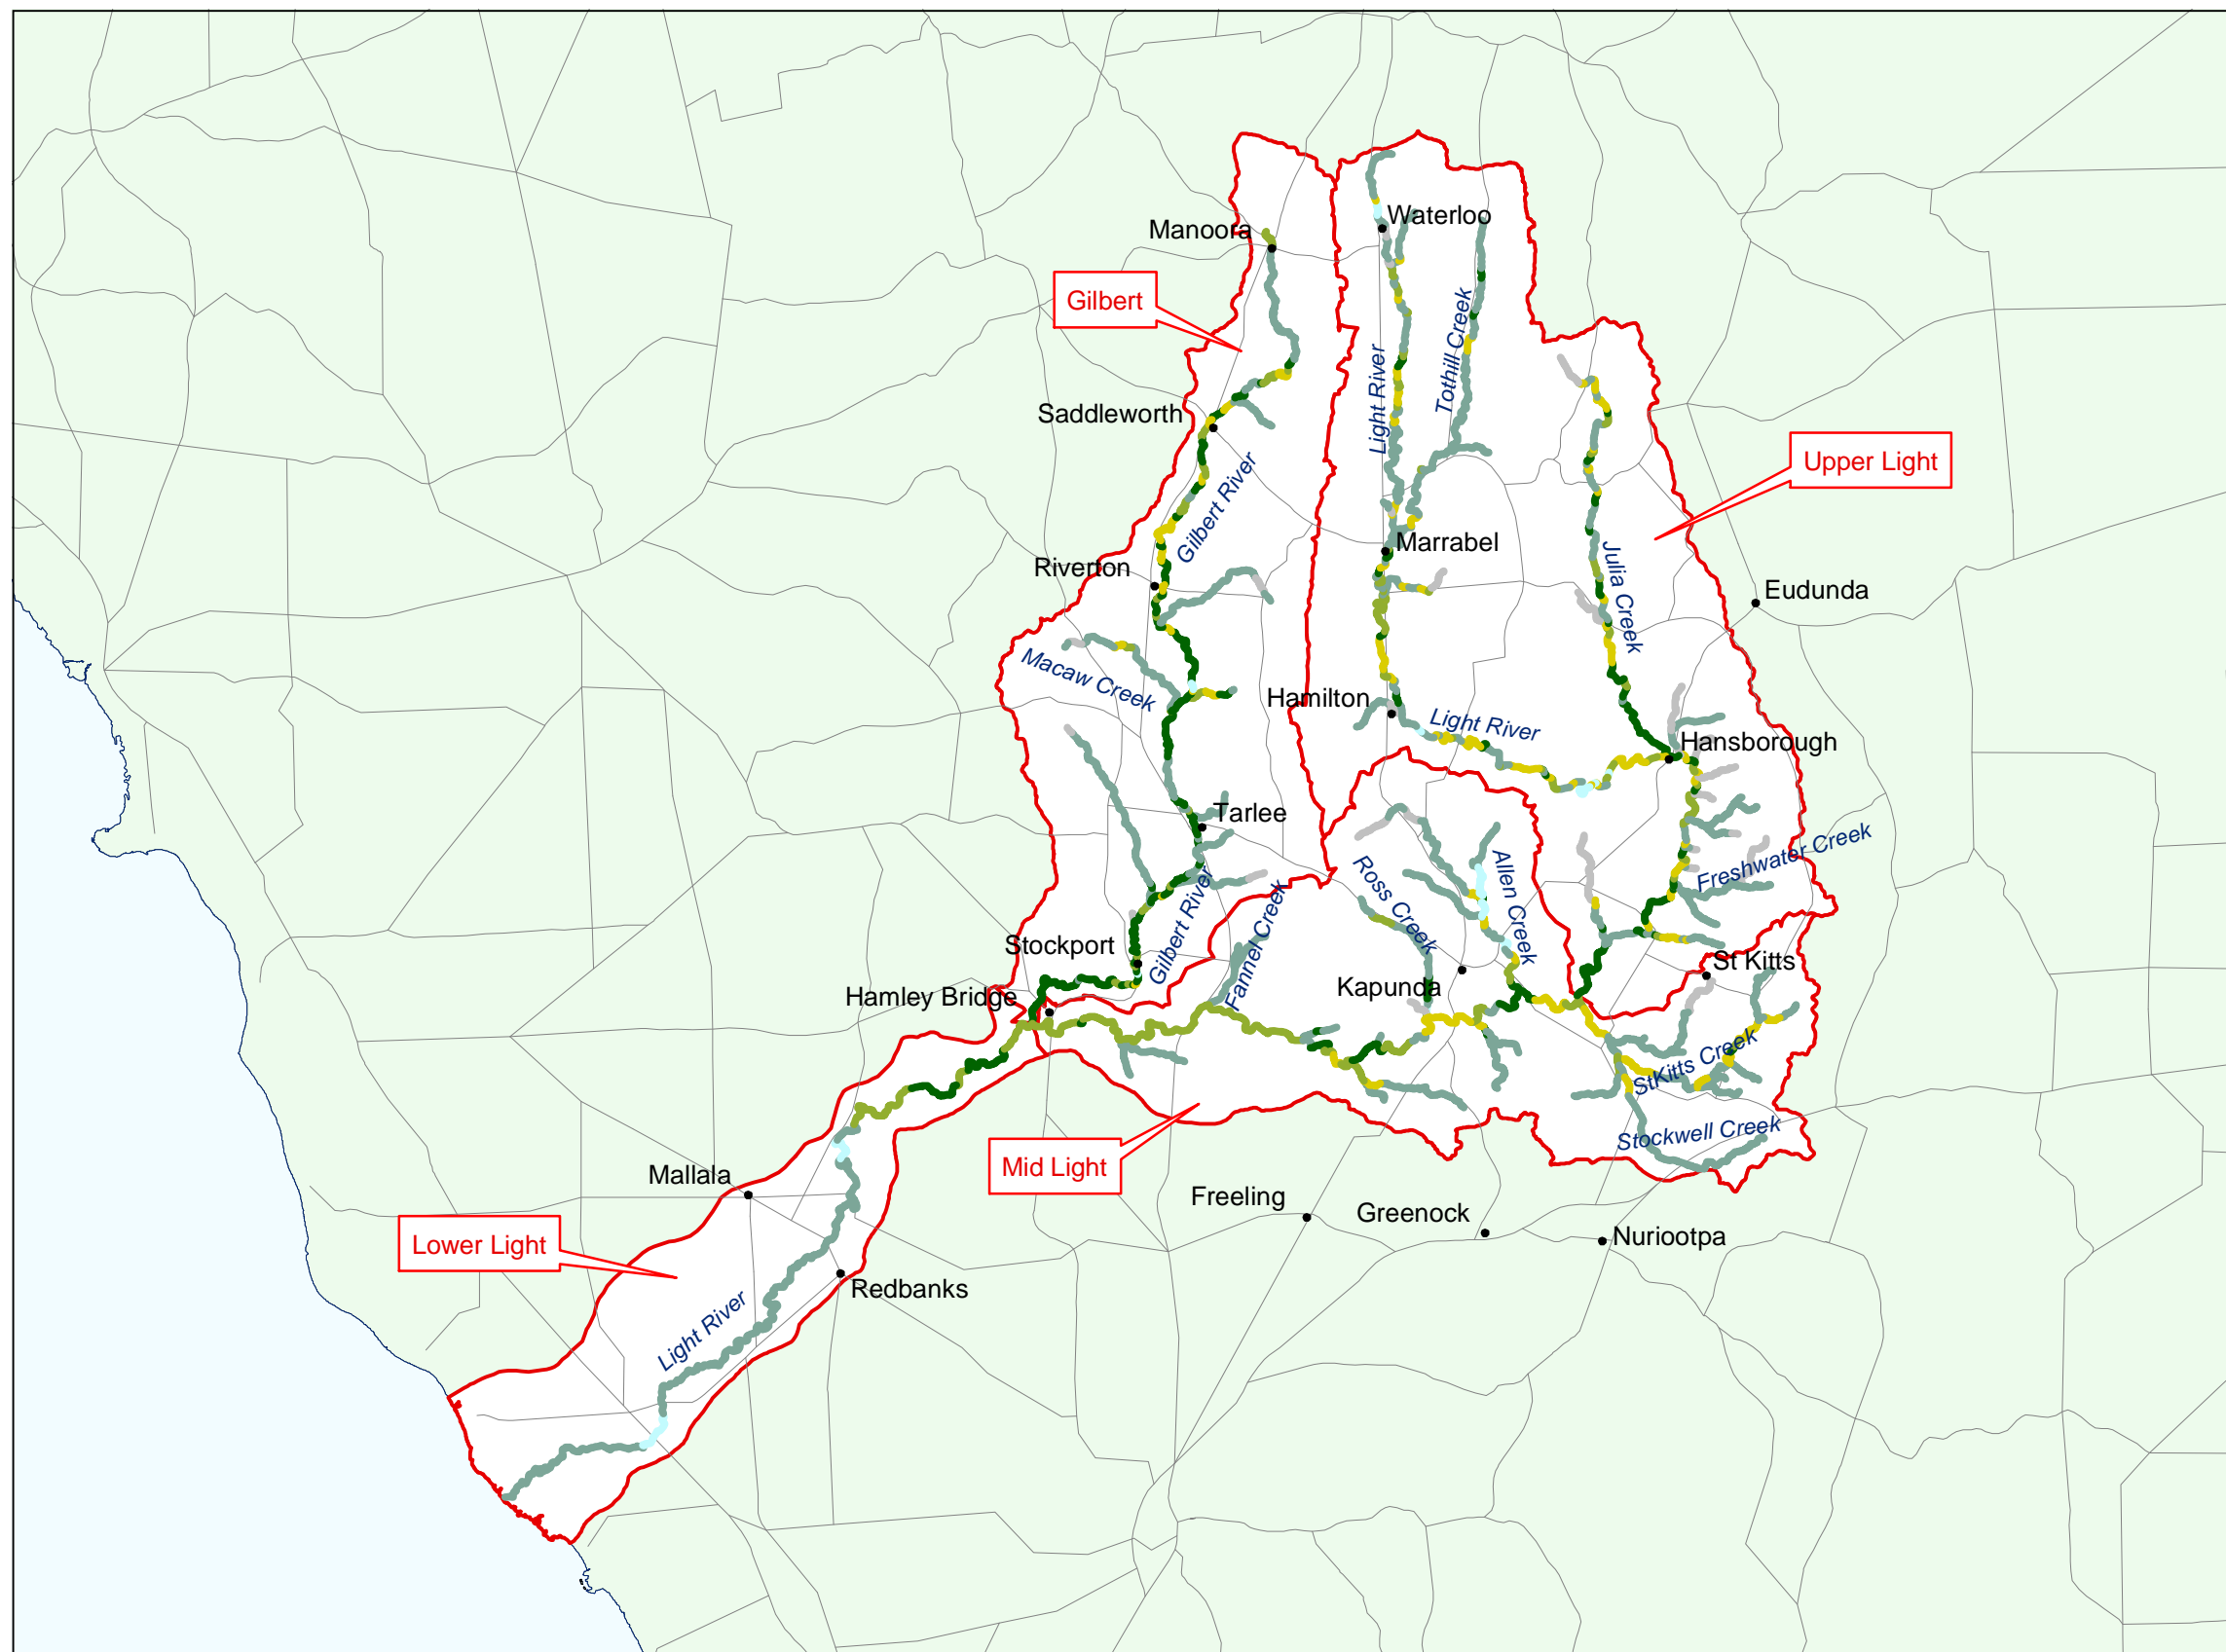 Waterloo
Manoora
Gilbert
Tothill Creek
Light River
Saddleworth
Upper Light
Gilbert River
Marrabel
Julia Creek
Riverton
Eudunda
Macaw Creek
Hamilton
Light River
Hansborough
Tarlee
Freshwater Creek
Ross Creek
Allen Creek
Gilbert River
Fannel Creek
Stockport
St Kitts
Kapunda
Hamley Bridge
StKitts Creek
Stockwell Creek
Mid Light
Mallala
Freeling
Greenock
Nuriootpa
Lower Light
Redbanks
Light River